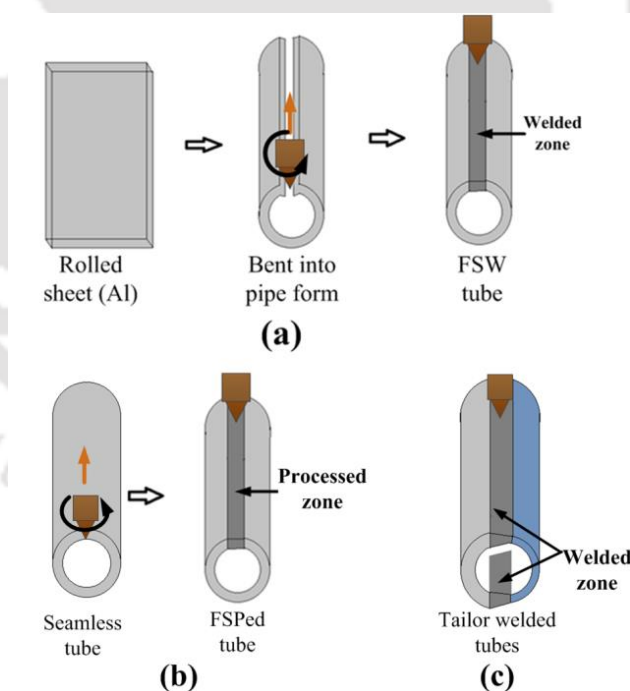 Welded
zone
Rolled
sheet (Al)
Bent into
pipe form
FSW
tube
(a)
Processed
zone
Welded
zone
Seamless
tube
FSPed
tube
Tailor welded
tubes
(b)
(c)